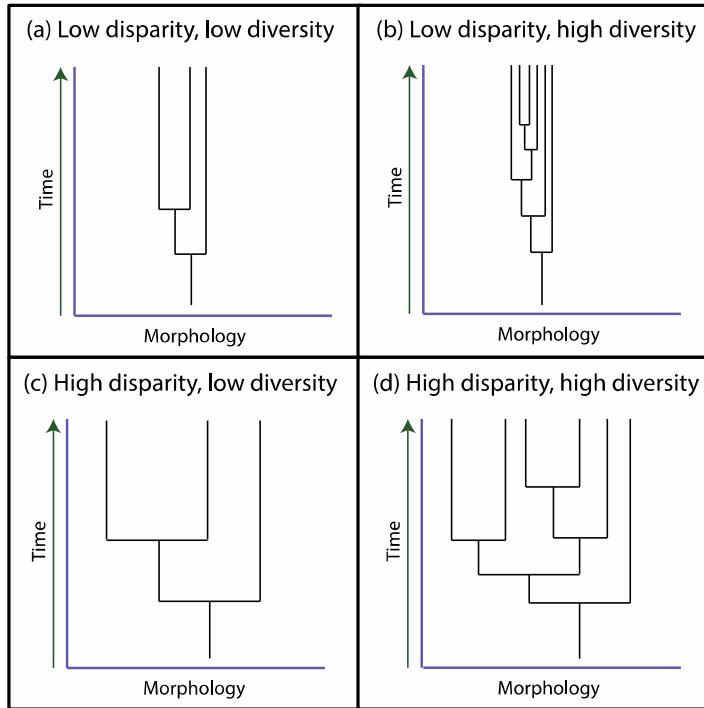 (a) Low disparity, low diversity
Time
Morphology
(b) Low disparity, high diversity
Time
Morphology
(c) High disparity, low diversity
Time
Morphology
(d) High disparity, high diversity
Time
Morphology